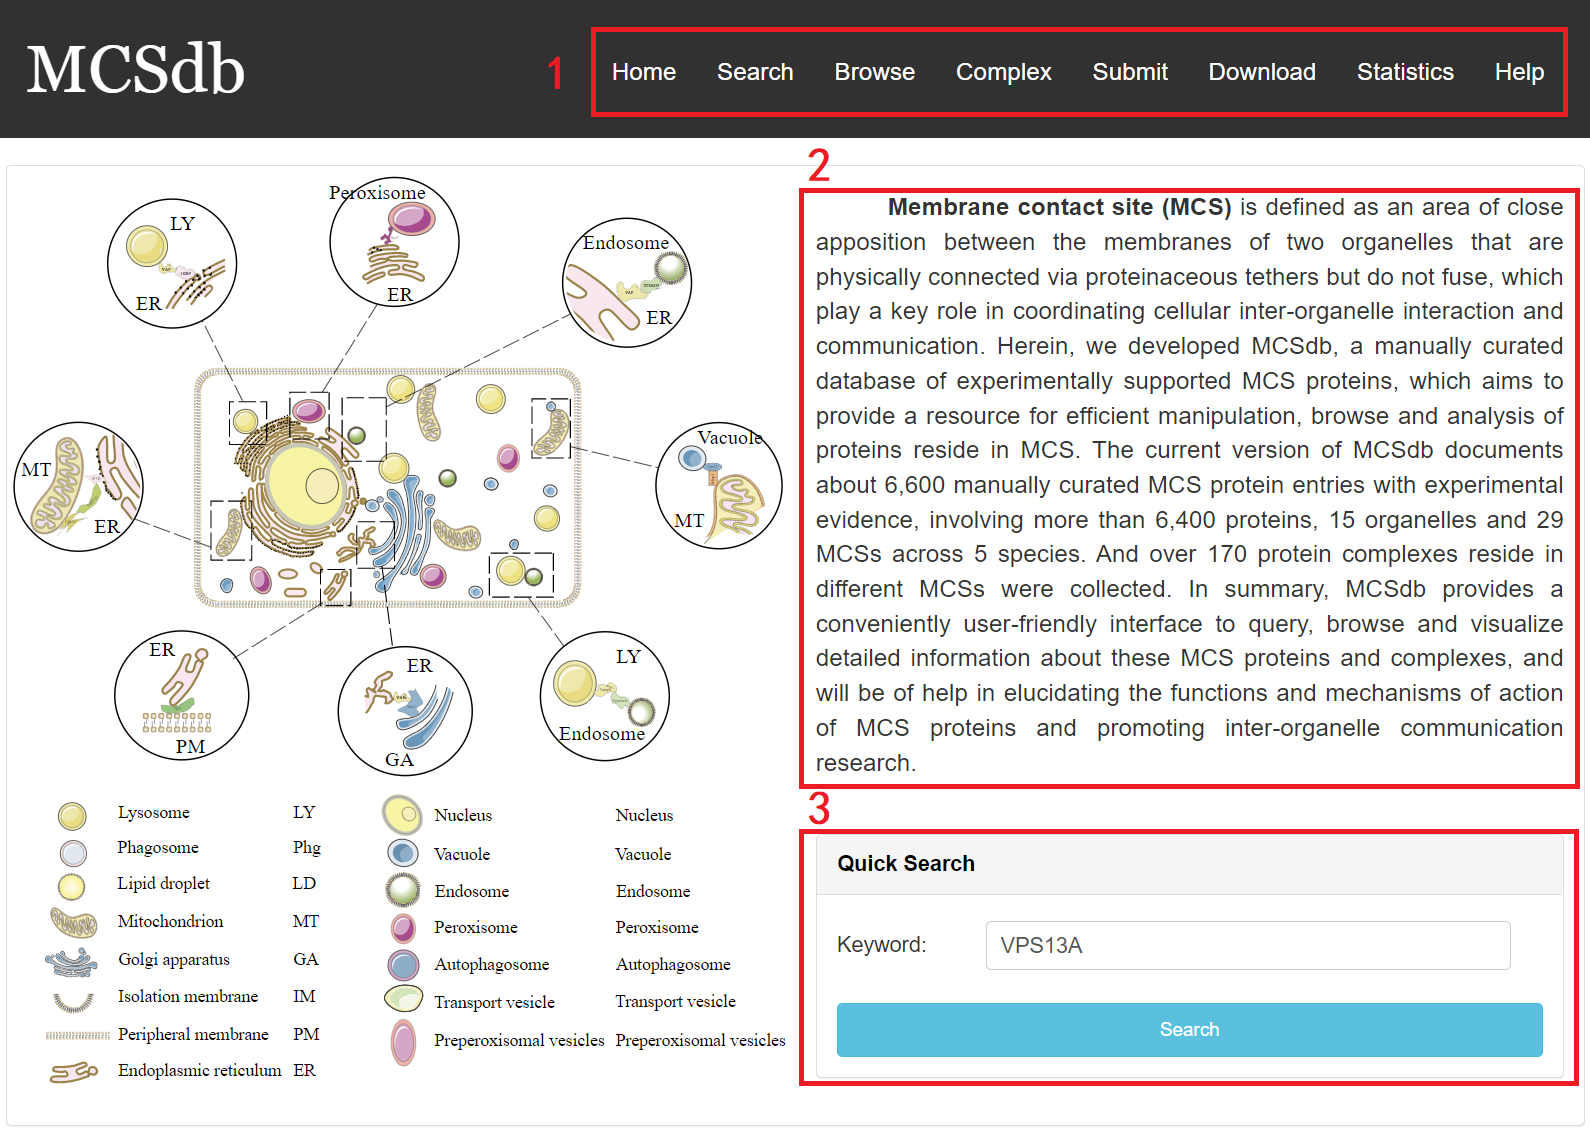 MCSdb
1
Home Search Browse Complex Submit Download Statistics Help
2
Membrane contact site (MCS) is defined as an area of close
apposition between the membranes of two organelles that are
physically connected via proteinaceous tethers but do not fuse, which
play a key role in coordinating cellular inter-organelle interaction and
communication. Herein, we developed MCSdb, a manually curated
database of experimentally supported MCS proteins, which aims to
provide a resource for efficient manipulation, browse and analysis of
proteins reside in MCS. The current version of MCSdb documents
about 6,600 manually curated MCS protein entries with experimental
evidence, involving more than 6,400 proteins, 15 organelles and 29
MCSs across 5 species. And over 170 protein complexes reside in
different MCSs were collected. In summary, MCSdb provides a
conveniently user-friendly interface to query, browse and visualize
detailed information about these MCS proteins and complexes, and
will be of help in elucidating the functions and mechanisms of action
of MCS proteins and promoting inter-organelle communication
research.
3
Quick Search
Keyword: VPS13A
Search
LY
VAP
ER
Peroxisome
ER
Endosome
VAP
ER
MT
ER
Vacuole
MT
ER
PM
ER
GA
LY
Endosome
Lysosome LY
Phagosome Phg
Lipid droplet LD
Mitochondrion MT
Golgi apparatus GA
Isolation membrane IM
Peripheral membrane PM
Endoplasmic reticulum ER
Nucleus Nucleus
Vacuole Vacuole
Endosome Endosome
Peroxisome Peroxisome
Autophagosome Autophagosome
Transport vesicle Transport vesicle
Preperoxisomal vesicles Preperoxisomal vesicles